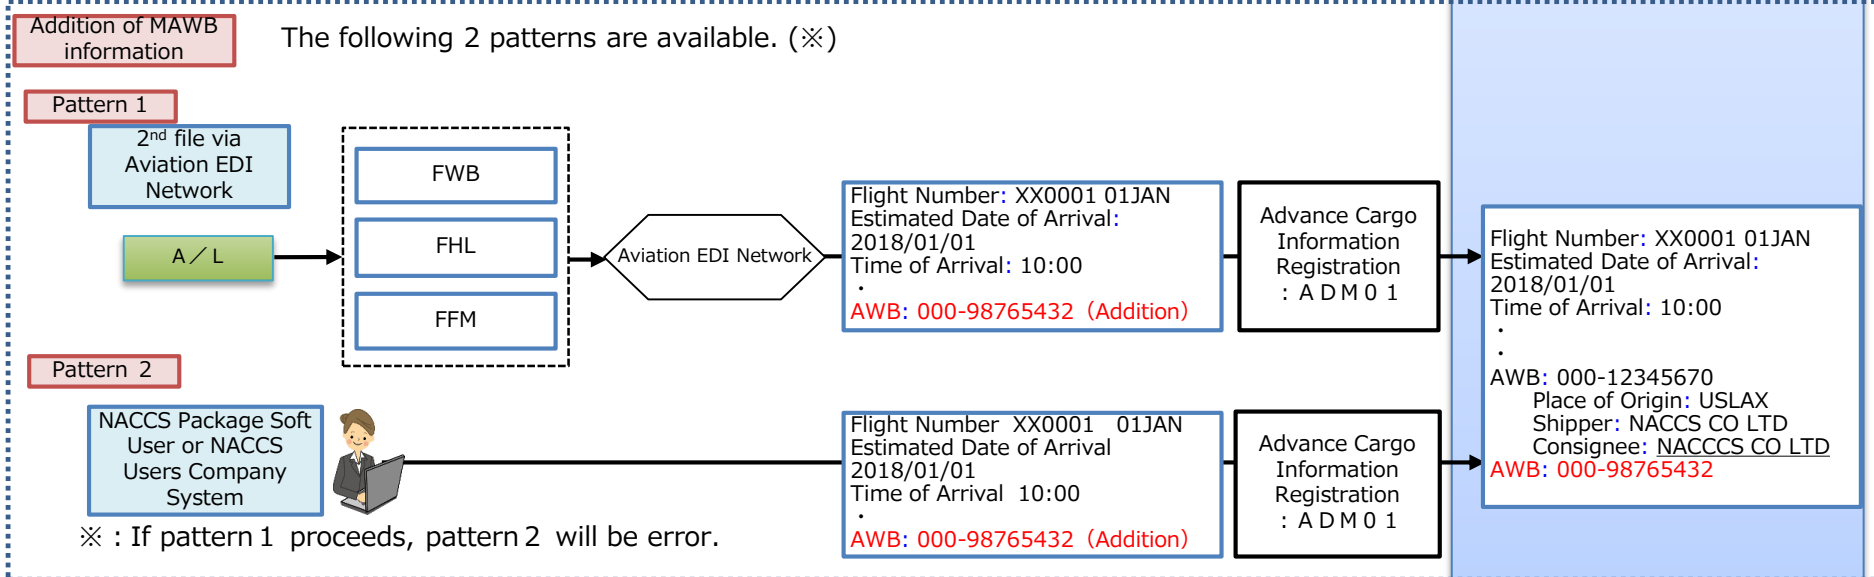 Addition of MAWB
information
The following 2 patterns are available. (※)
Pattern 1
2nd file via
Aviation EDI
Network
A／L
FWB
FHL
FFM
Aviation EDI Network
Flight Number: XX0001 01JAN
Estimated Date of Arrival:
2018/01/01
Time of Arrival: 10:00
・
AWB: 000-98765432（Addition）
Advance Cargo
Information
Registration
：ＡＤＭ０１
Flight Number: XX0001 01JAN
Estimated Date of Arrival:
2018/01/01
Time of Arrival: 10:00
・
・
AWB: 000-12345670
Place of Origin: USLAX
Shipper: NACCS CO LTD
Consignee: NACCCS CO LTD
AWB: 000-98765432
Pattern 2
NACCS Package Soft
User or NACCS
Users Company
System
Flight Number XX0001 01JAN
Estimated Date of Arrival
2018/01/01
Time of Arrival 10:00
・
AWB: 000-98765432（Addition）
Advance Cargo
Information
Registration
：ＡＤＭ０１
※：If pattern 1 proceeds, pattern 2 will be error.